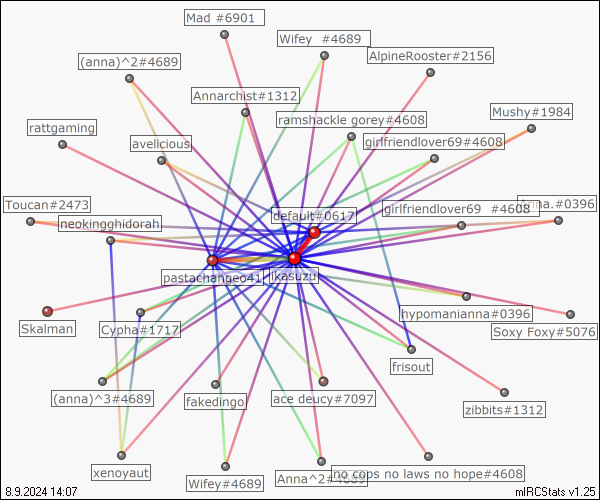 Mad #6901
Wifey  #4689
(anna)^2#4689
AlpineRooster#2156
Annarchist#1312
Mushy#1984
ramshackle gorey#4608
rattgaming
avelicious
girlfriendlover69#4608
Toucan#2473
girlfriendlover69  #4608
Anna.#0396
default#0617
neokingghidorah
pastachangeo41
ikasuzu
hypomanianna#0396
Skalman
Cypha#1717
Soxy Foxy#5076
frisout
(anna)^3#4689
fakedingo
ace deucy#7097
zibbits#1312
xenoyaut
Wifey#4689
Anna^2#4689
no cops no laws no hope#4608
8.9.2024 14:07
mIRCStats v1.25